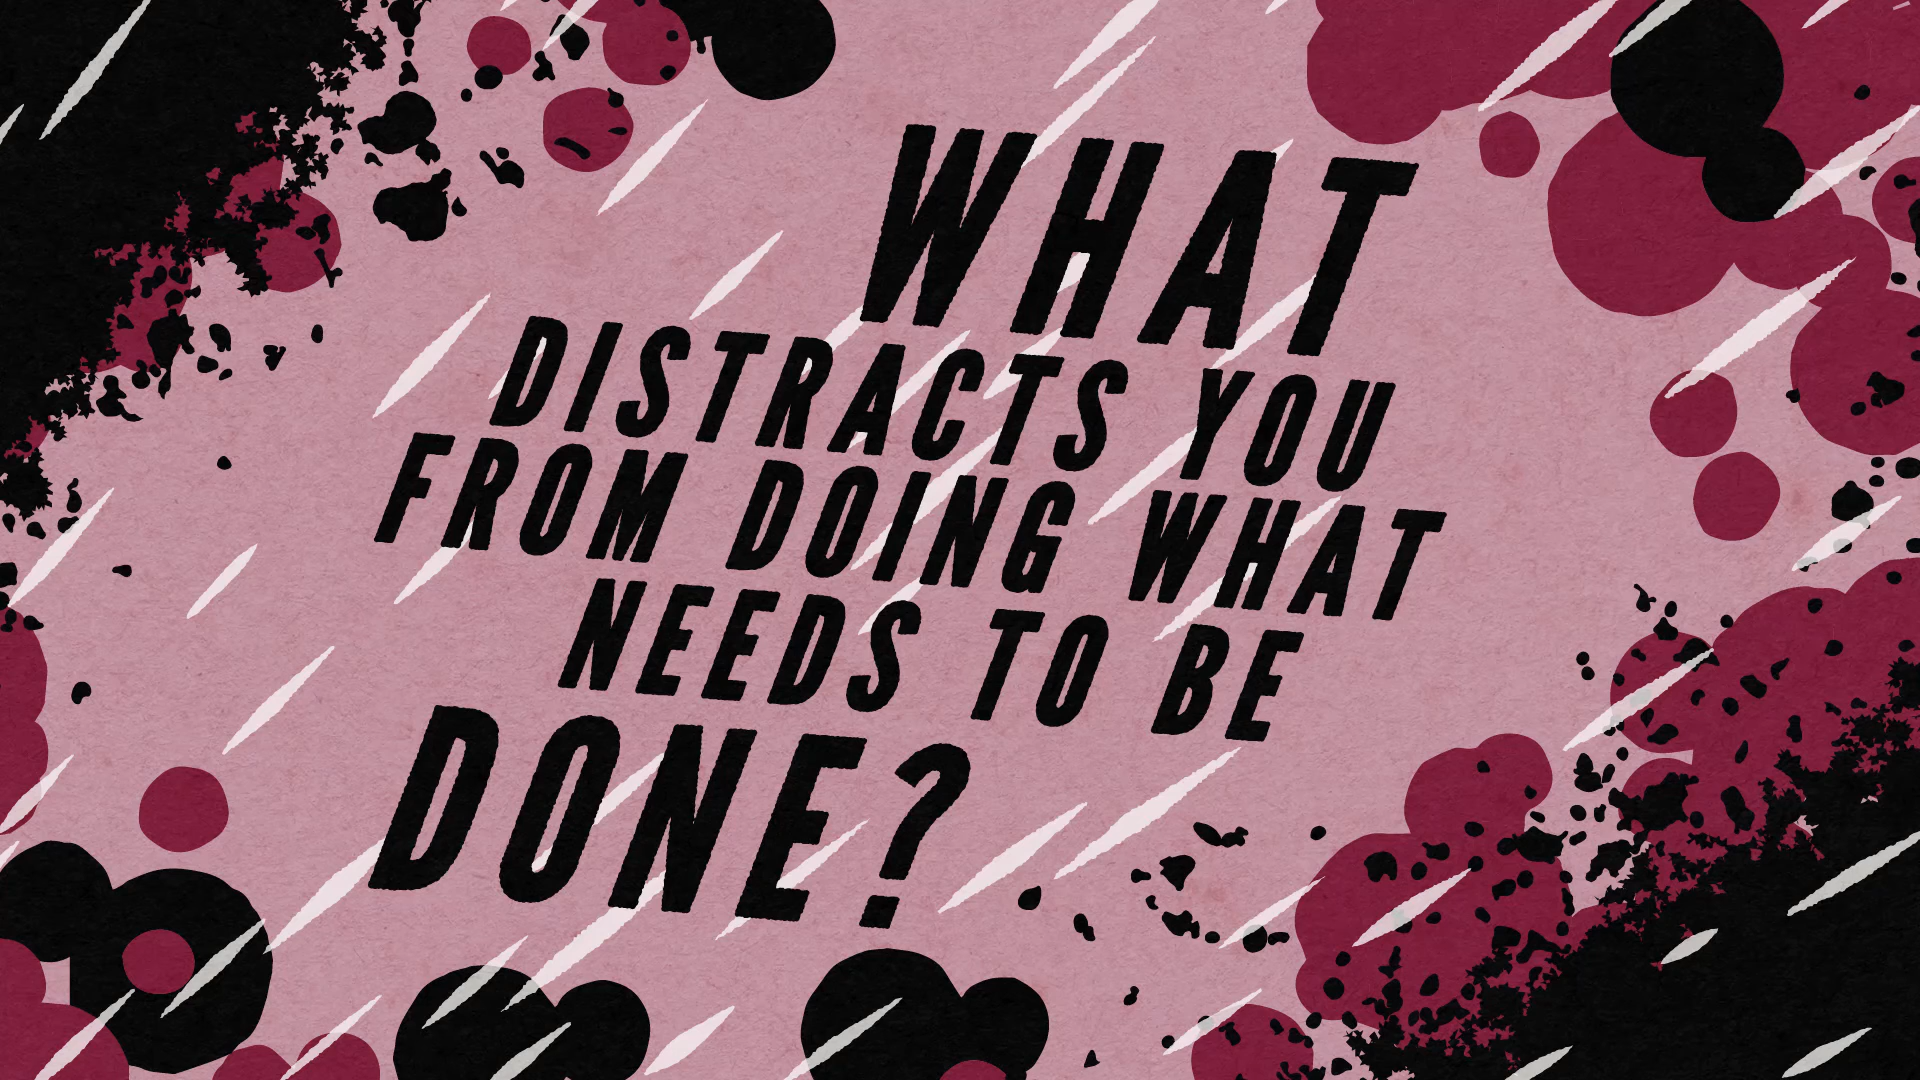 WHAT
DISTRACTS YOU
FROM DOING WHAT
NEEDS TO BE
DONE?